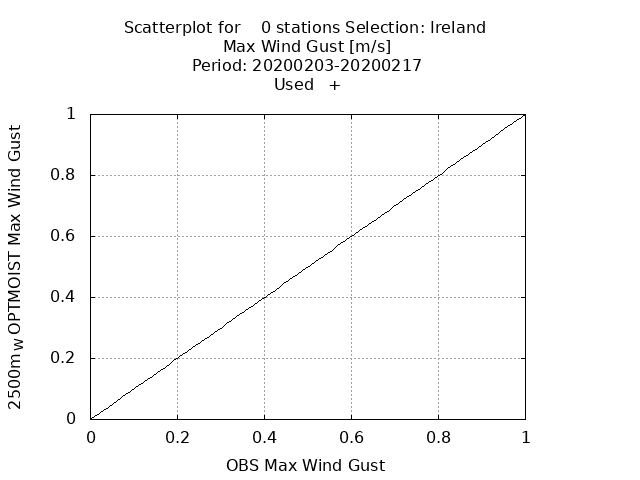 Scatterplot for    0 stations Selection: Ireland
Max Wind Gust [m/s]
Period: 20200203-20200217
Used   +
2500mw OPTMOIST Max Wind Gust
1
0.8
0.6
0.4
0.2
0
0 0.2 0.4 0.6 0.8 1
OBS Max Wind Gust